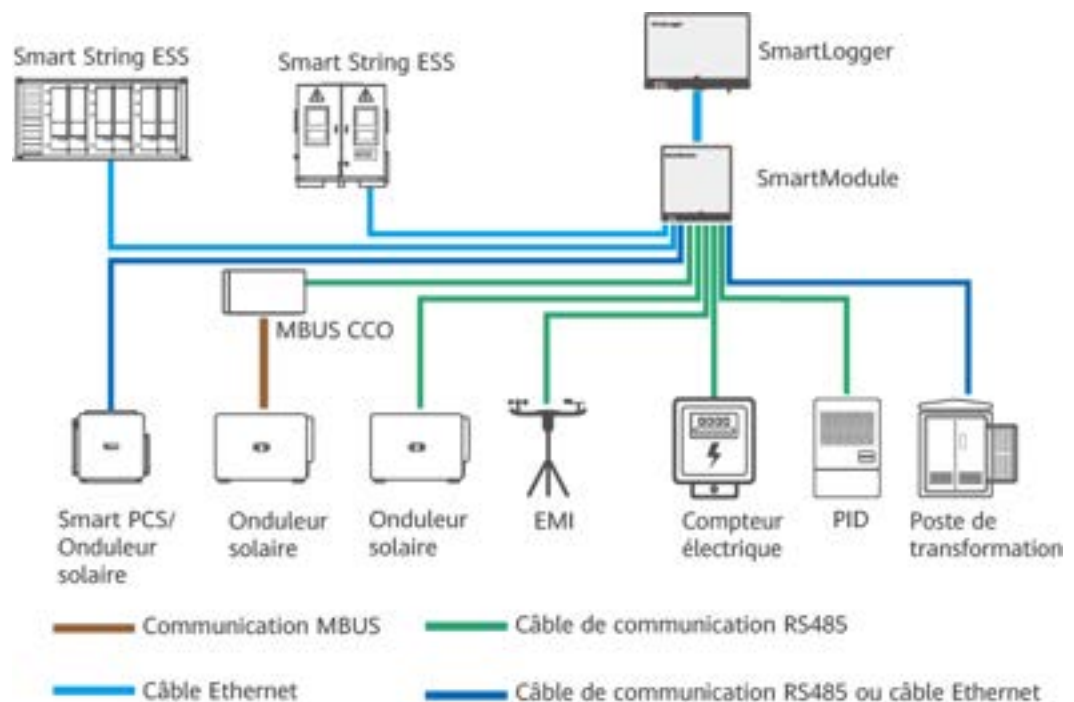 Smart String ESS
Smart String ESS
SmartLogger
SmartModule
MBUS CCO
Smart PCS/
Onduleur
solaire
Onduleur
solaire
Onduleur
solaire
EMI
Compteur
électrique
PID
Poste de
transformation
Communication MBUS
Câble de communication RS485
Câble Ethernet
Câble de communication RS485 ou câble Ethernet